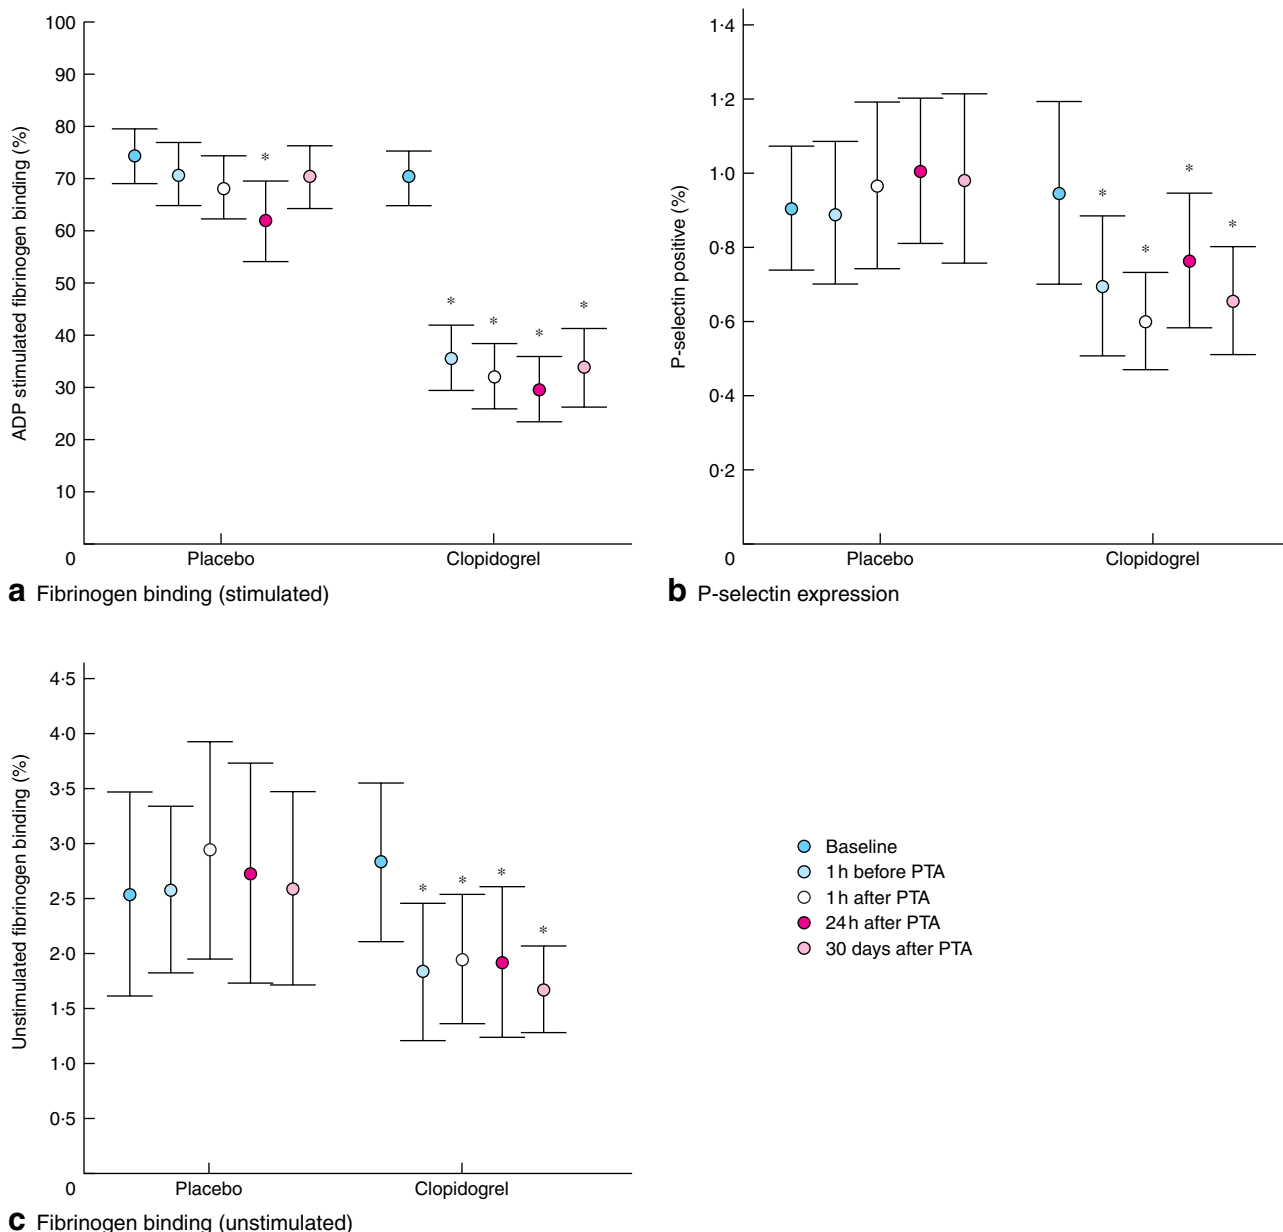 100
90
80
70
60
50
40
30
20
10
0
ADP stimulated fibrinogen binding (%)
*
*
*
*
*
Placebo
Clopidogrel
a Fibrinogen binding (stimulated)
1·4
1·2
1·0
0·8
0·6
0·4
0·2
0
P-selectin positive (%)
*
*
*
*
Placebo
Clopidogrel
b P-selectin expression
4·5
4·0
3·5
3·0
2·5
2·0
1·5
1·0
0·5
0
Unstimulated fibrinogen binding (%)
*
*
*
*
Placebo
Clopidogrel
c Fibrinogen binding (unstimulated)
Baseline
1 h before PTA
1 h after PTA
24 h after PTA
30 days after PTA